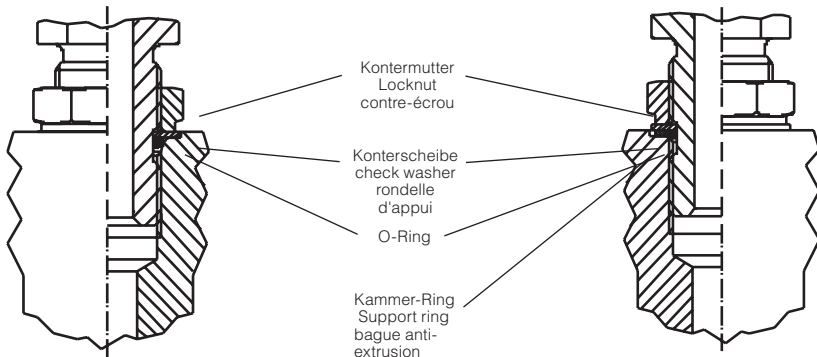 Kontermutter
Locknut
contre-écrou
Konterscheibe
check washer
rondelle
d'appui
O-Ring
Kammer-Ring
Support ring
bague anti-
extrusion